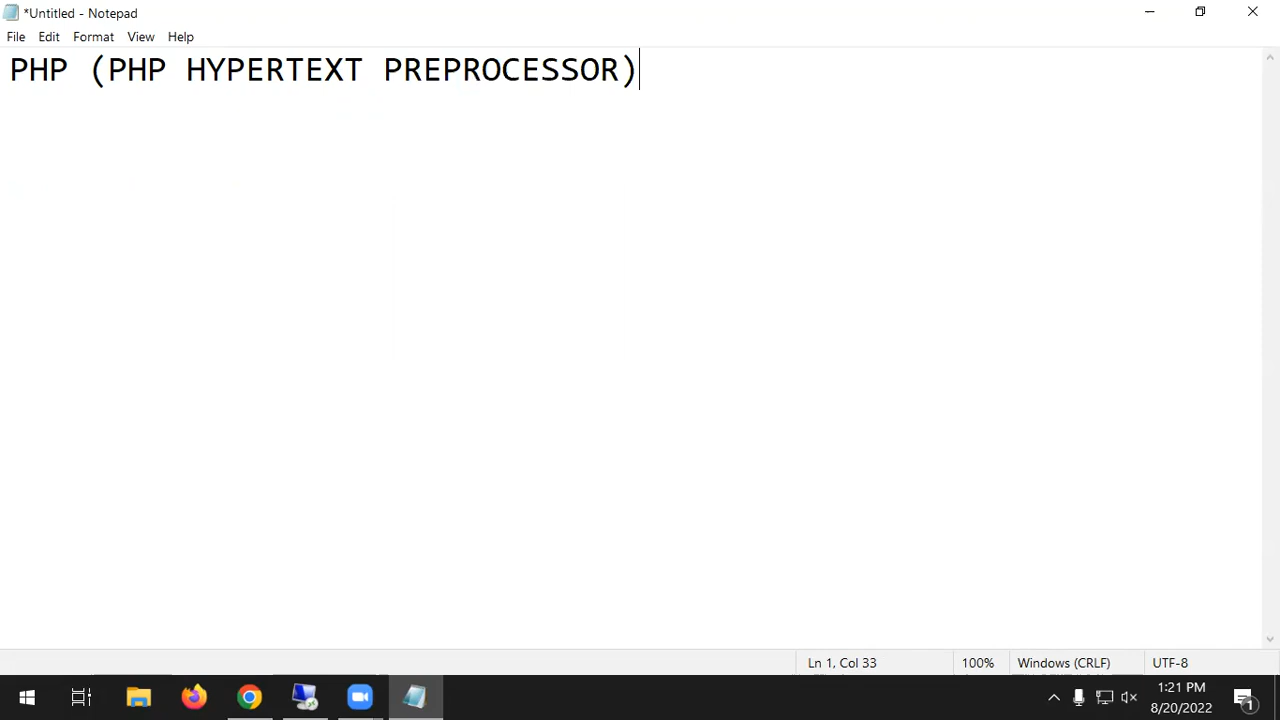 *Untitled - Notepad
File Edit Format View Help
PHP (PHP HYPERTEXT PREPROCESSOR)
Ln 1, Col 33 100% Windows (CRLF) UTF-8
1:21 PM
8/20/2022
1